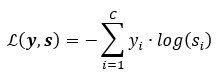 ℒ(y, s) = − ∑_{i=1}^{C} y_i · log(s_i)